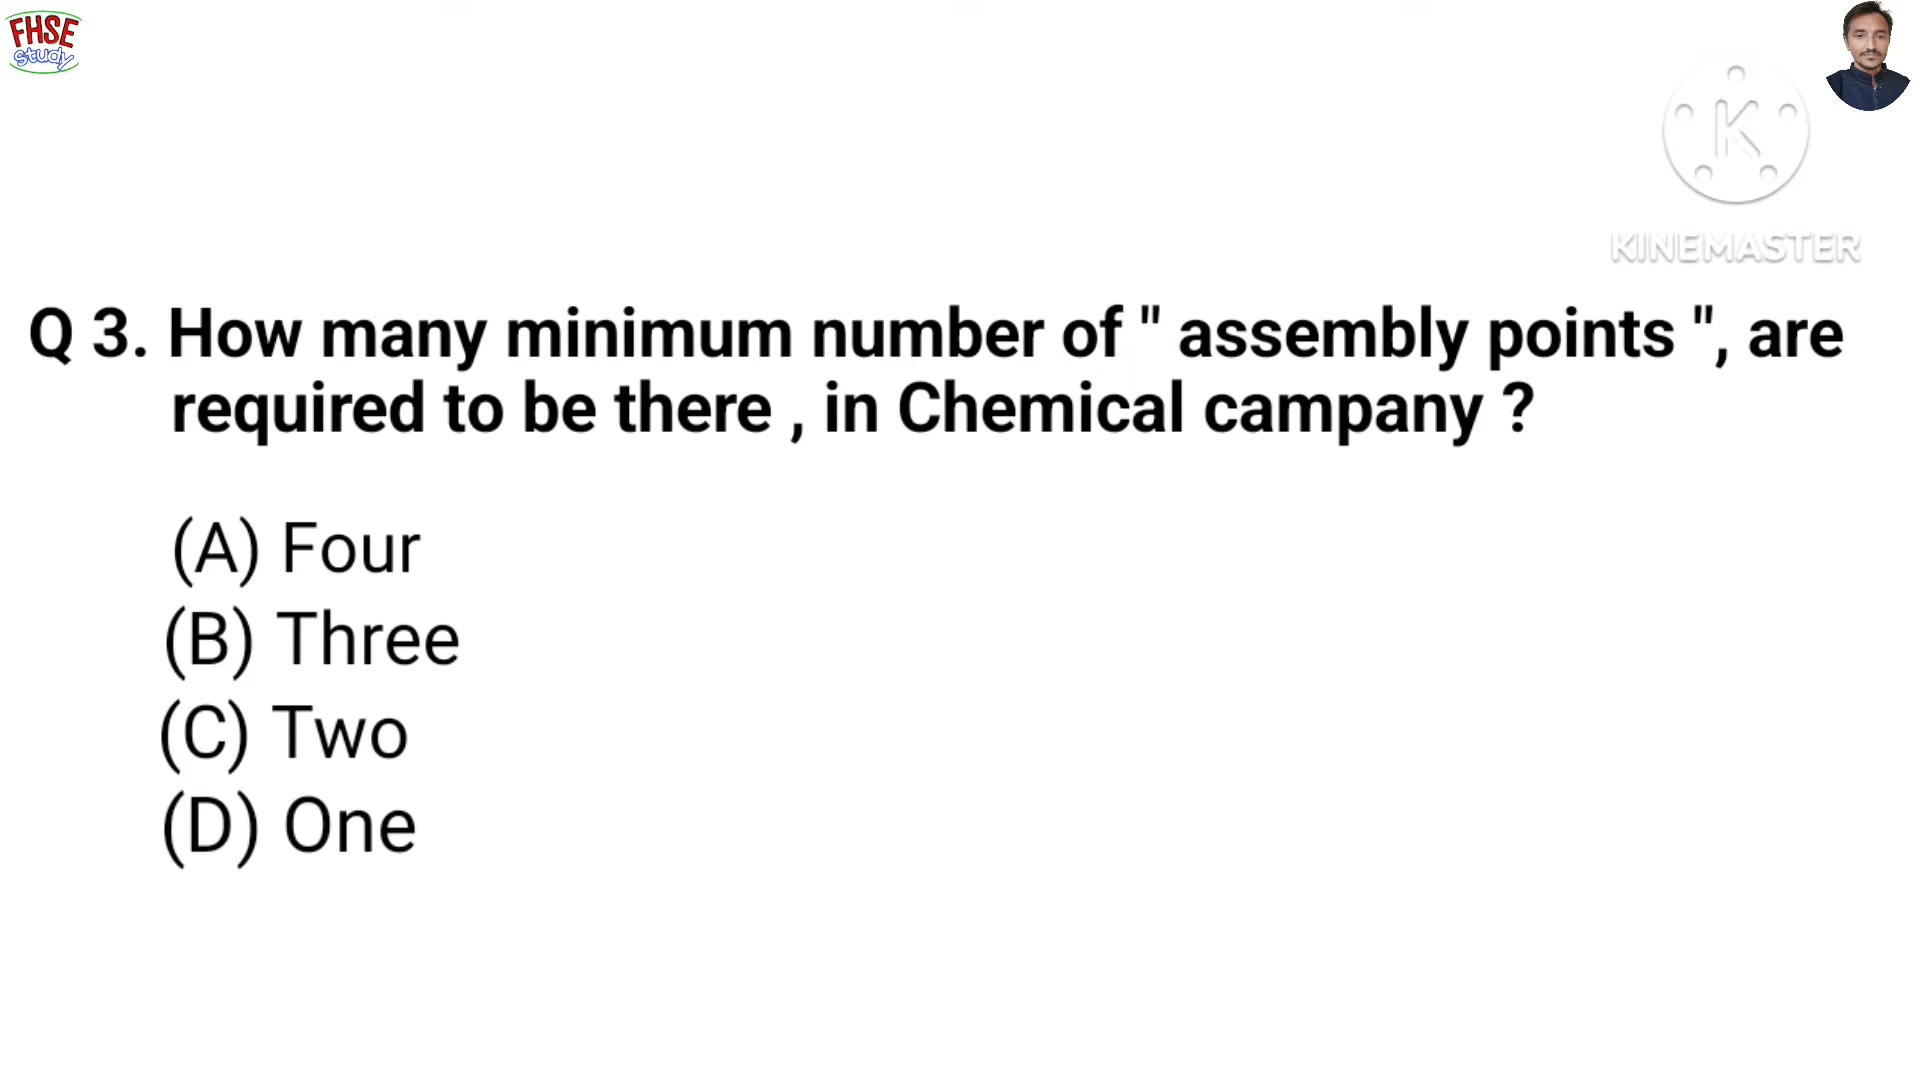 FHSE
study
KINEMASTER
Q 3. How many minimum number of " assembly points ", are
required to be there , in Chemical campany ?
(A) Four
(B) Three
(C) Two
(D) One